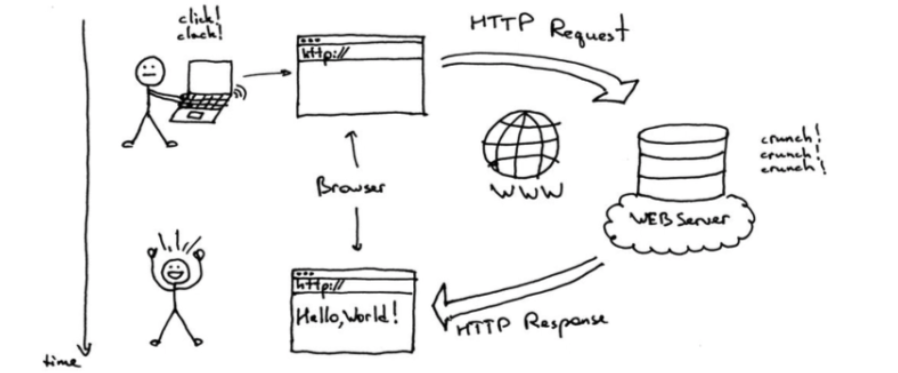 click!
clack!
HTTP Request
http://
crunch!
crunch!
crunch!
Browser
WWW
WEB Server
http://
Hello, World!
HTTP Response
time